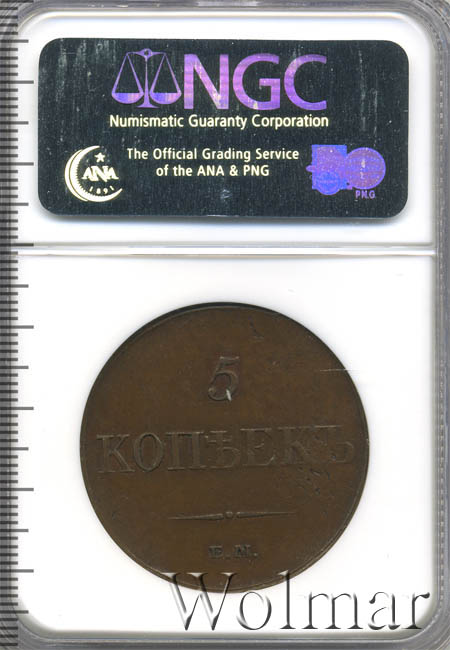 NGC
Numismatic Guaranty Corporation
The Official Grading Service
of the ANA & PNG
ANA
1891
PNG
5
КОПѢЕКЪ
Е.М.
Wolmar